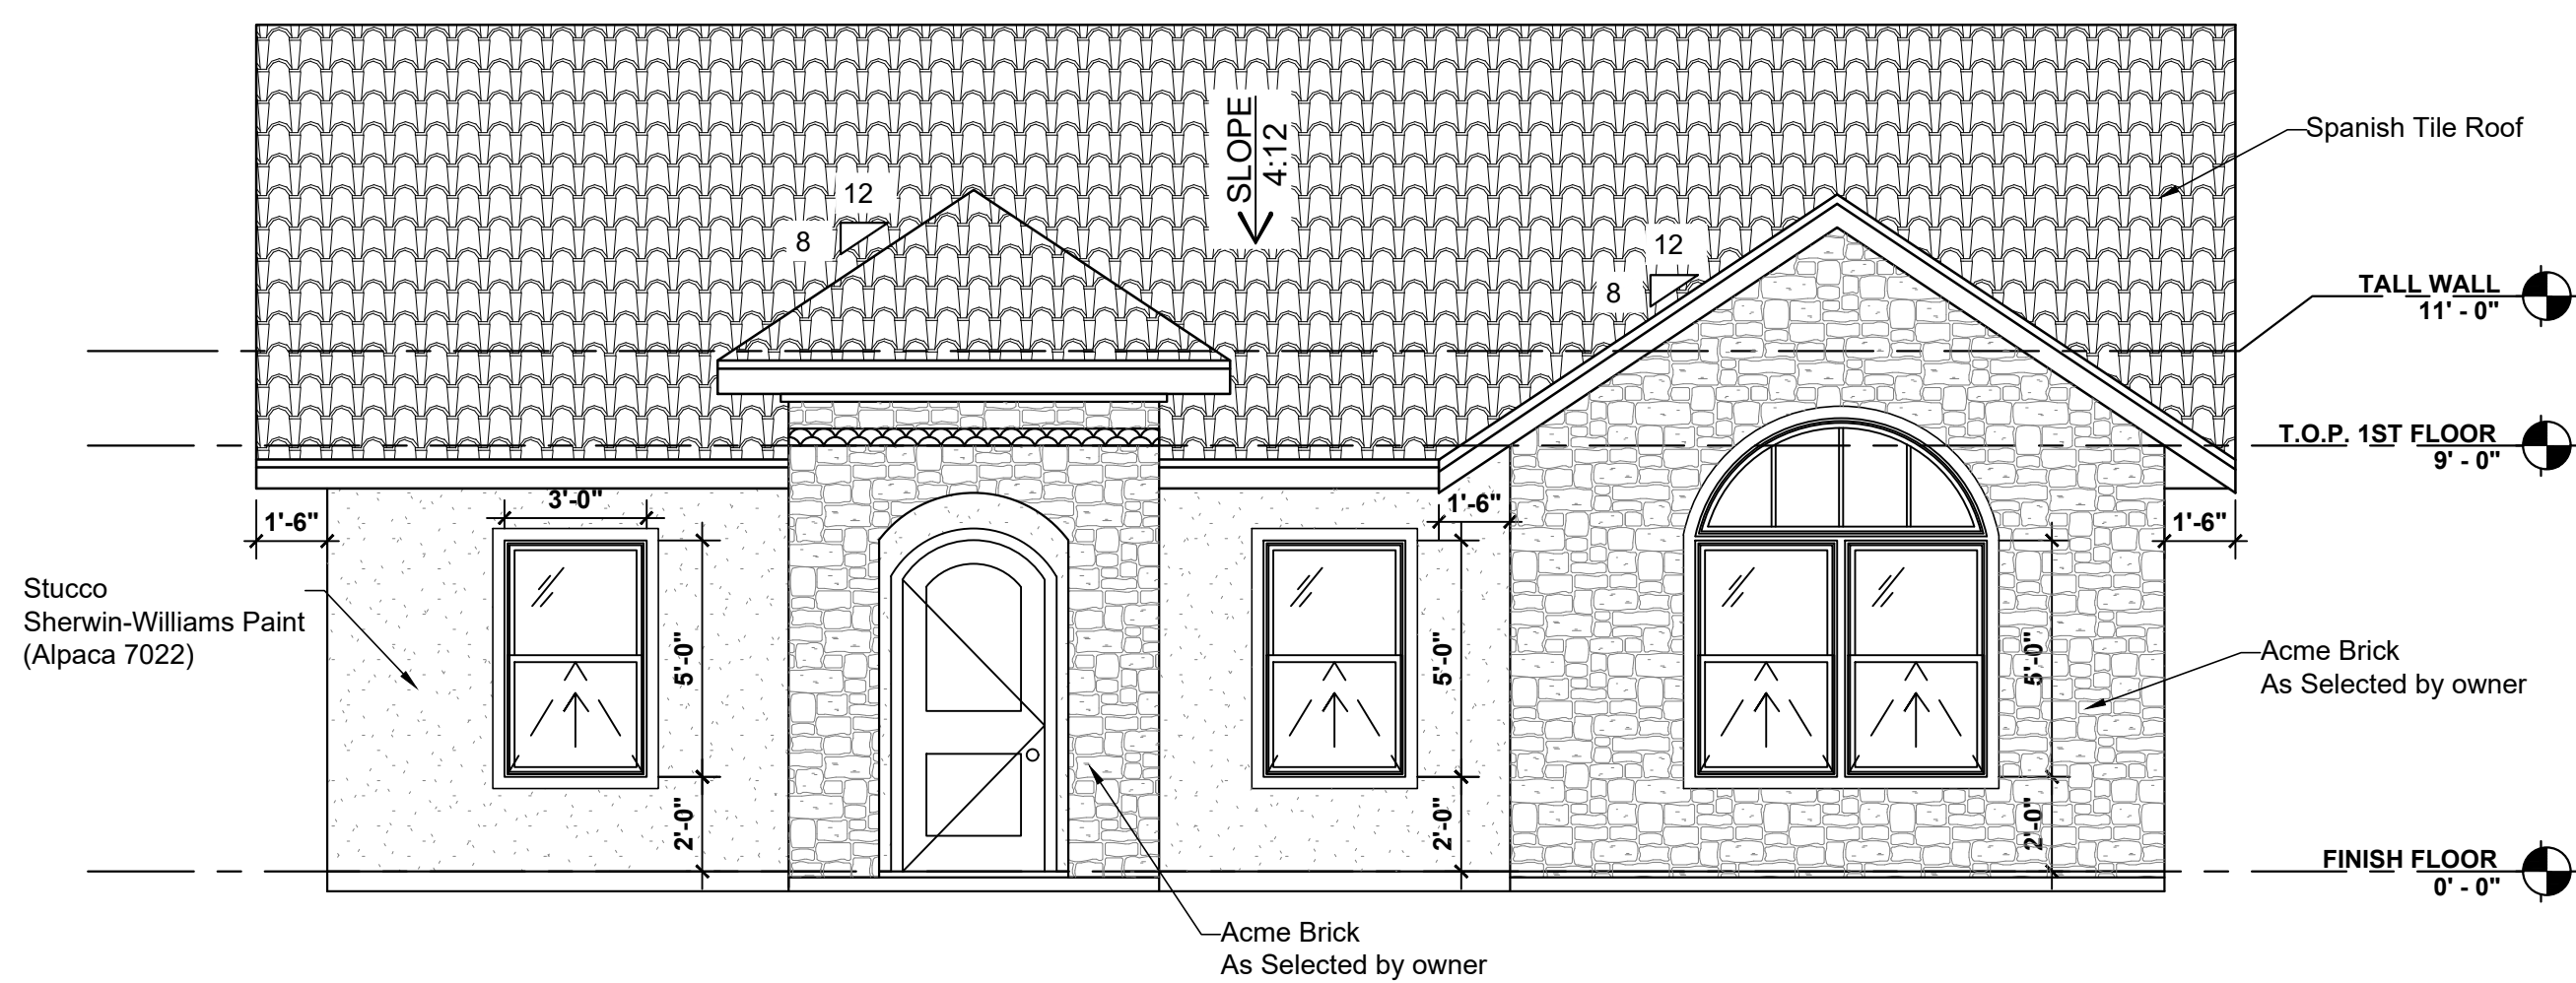 SLOPE
4:12
Spanish Tile Roof
12
8
12
8
TALL WALL
11' - 0"
T.O.P. 1ST FLOOR
9' - 0"
3'-0"
1'-6"
1'-6"
1'-6"
Stucco
Sherwin-Williams Paint
(Alpaca 7022)
5'-0"
5'-0"
5'-0"
Acme Brick
As Selected by owner
2'-0"
2'-0"
2'-0"
FINISH FLOOR
0' - 0"
Acme Brick
As Selected by owner